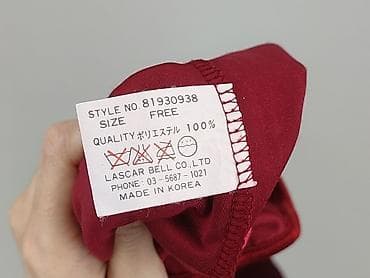 STYLE NO. 81930938
SIZE FREE
QUALITY ポリエステル 100%
LASCAR BELL CO., LTD
PHONE: 03-5687-1021
MADE IN KOREA